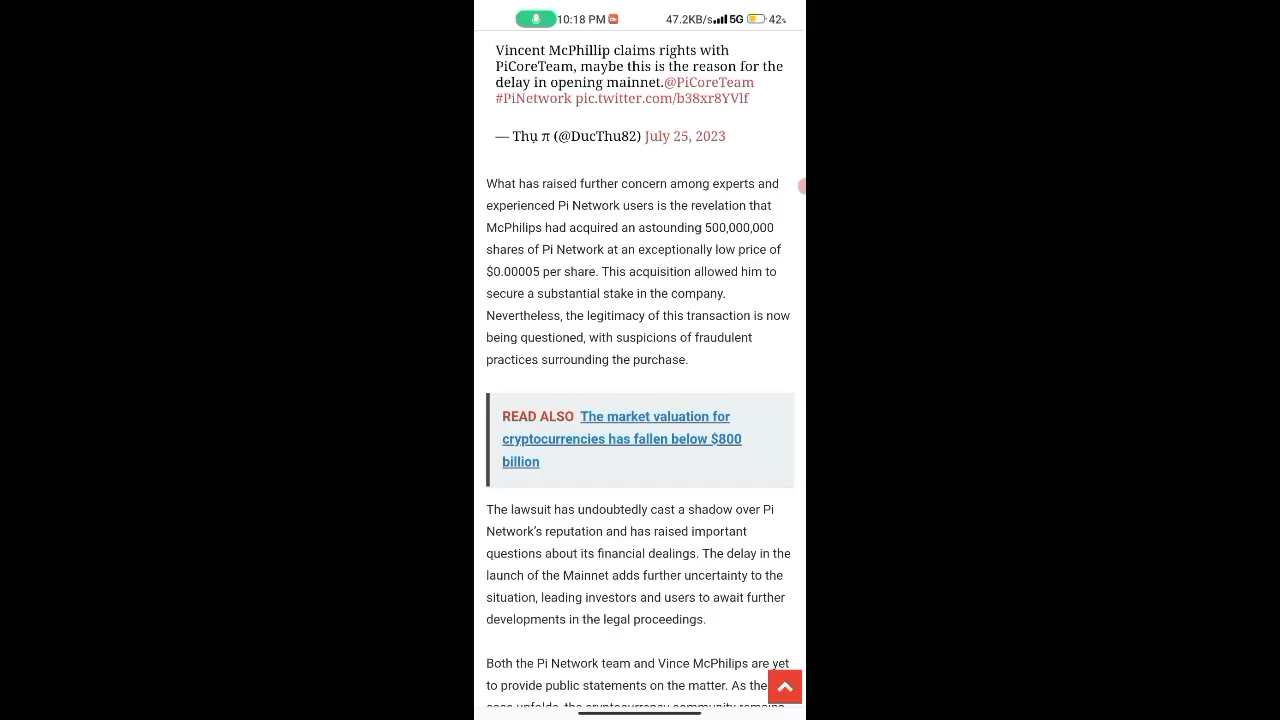 10:18 PM 47.2KB/s 5G 42%
Vincent McPhillip claims rights with
PiCoreTeam, maybe this is the reason for the
delay in opening mainnet.@PiCoreTeam
#PiNetwork pic.twitter.com/b38xr8YVlf
— Thụ π (@DucThu82) July 25, 2023
What has raised further concern among experts and
experienced Pi Network users is the revelation that
McPhilips had acquired an astounding 500,000,000
shares of Pi Network at an exceptionally low price of
$0.00005 per share. This acquisition allowed him to
secure a substantial stake in the company.
Nevertheless, the legitimacy of this transaction is now
being questioned, with suspicions of fraudulent
practices surrounding the purchase.
READ ALSO The market valuation for
cryptocurrencies has fallen below $800
billion
The lawsuit has undoubtedly cast a shadow over Pi
Network’s reputation and has raised important
questions about its financial dealings. The delay in the
launch of the Mainnet adds further uncertainty to the
situation, leading investors and users to await further
developments in the legal proceedings.
Both the Pi Network team and Vince McPhilips are yet
to provide public statements on the matter. As the
case unfolds, the cryptocurrency community remains